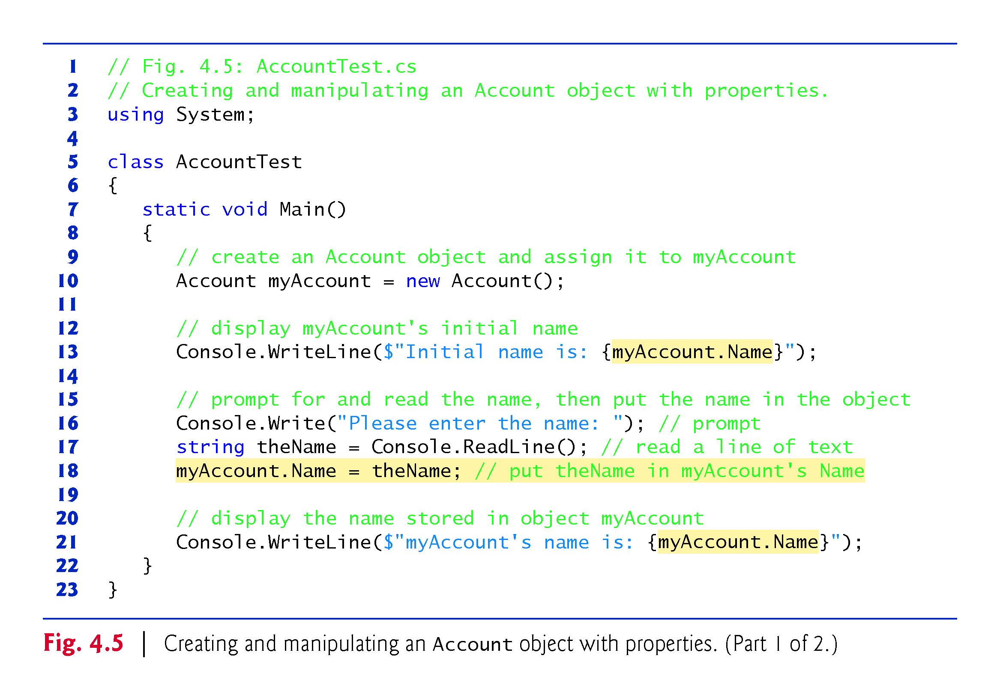 1 // Fig. 4.5: AccountTest.cs
2 // Creating and manipulating an Account object with properties.
3 using System;
4
5 class AccountTest
6 {
7    static void Main()
8    {
9       // create an Account object and assign it to myAccount
10       Account myAccount = new Account();
11
12       // display myAccount's initial name
13       Console.WriteLine($"Initial name is: {myAccount.Name}");
14
15       // prompt for and read the name, then put the name in the object
16       Console.Write("Please enter the name: "); // prompt
17       string theName = Console.ReadLine(); // read a line of text
18       myAccount.Name = theName; // put theName in myAccount's Name
19
20       // display the name stored in object myAccount
21       Console.WriteLine($"myAccount's name is: {myAccount.Name}");
22    }
23 }
Fig. 4.5 | Creating and manipulating an Account object with properties. (Part 1 of 2.)